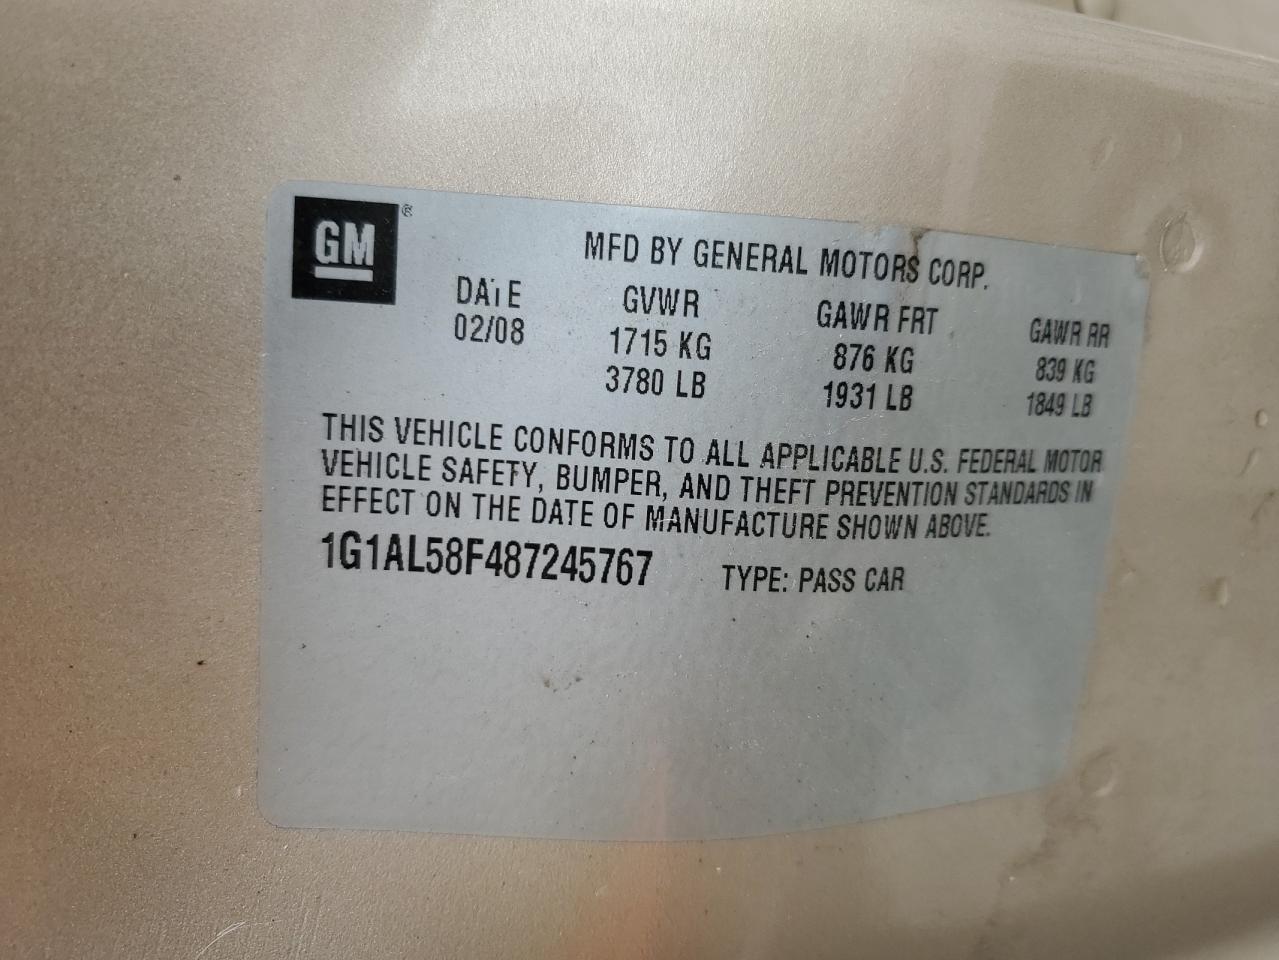 GM®
MFD BY GENERAL MOTORS CORP.
DATE GVWR GAWR FRT GAWR RR
02/08 1715 KG 876 KG 839 KG
3780 LB 1931 LB 1849 LB
THIS VEHICLE CONFORMS TO ALL APPLICABLE U.S. FEDERAL MOTOR
VEHICLE SAFETY, BUMPER, AND THEFT PREVENTION STANDARDS IN
EFFECT ON THE DATE OF MANUFACTURE SHOWN ABOVE.
1G1AL58F487245767 TYPE: PASS CAR